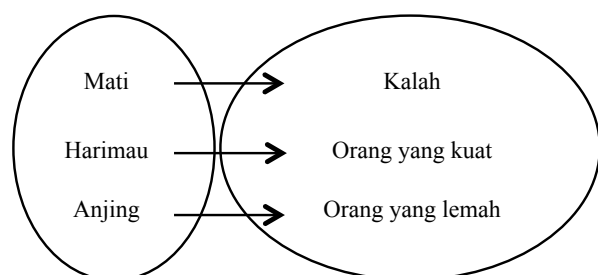 Mati Kalah
Harimau Orang yang kuat
Anjing Orang yang lemah